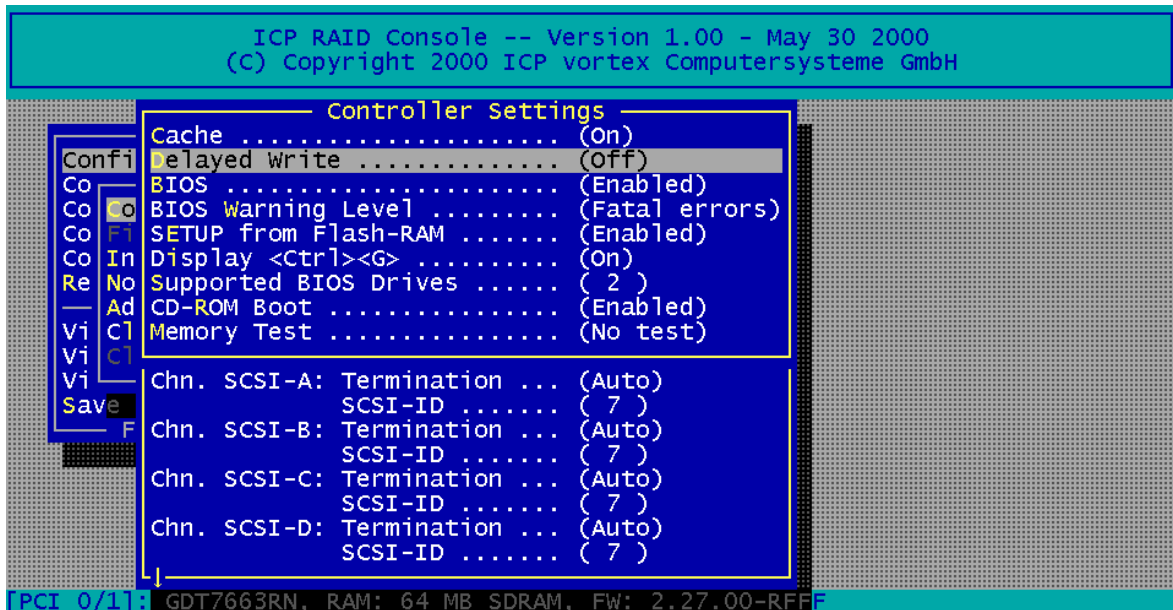 ICP RAID Console -- Version 1.00 - May 30 2000
(C) Copyright 2000 ICP vortex Computersysteme GmbH
Controller Settings
Cache ...................... (On)
Delayed Write .............. (Off)
BIOS ....................... (Enabled)
BIOS Warning Level ......... (Fatal errors)
SETUP from Flash-RAM ....... (Enabled)
Display <Ctrl><G> .......... (On)
Supported BIOS Drives ...... ( 2 )
CD-ROM Boot ................ (Enabled)
Memory Test ................ (No test)
Chn. SCSI-A: Termination ... (Auto)
SCSI-ID ....... ( 7 )
Chn. SCSI-B: Termination ... (Auto)
SCSI-ID ....... ( 7 )
Chn. SCSI-C: Termination ... (Auto)
SCSI-ID ....... ( 7 )
Chn. SCSI-D: Termination ... (Auto)
SCSI-ID ....... ( 7 )
↓
Confi
Co
Co
Co
Co
Re
Vi
Vi
Vi
Save
F
Co
Fi
In
No
Ad
Cl
Cl
[PCI 0/1]: GDT7663RN, RAM: 64 MB SDRAM, FW: 2.27.00-RFFF